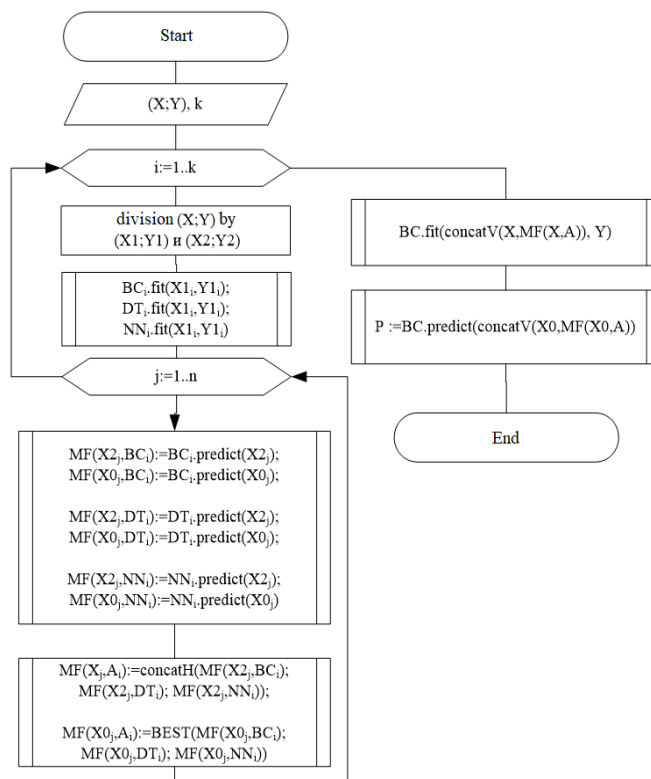 Start
(X;Y), k
i:=1..k
division (X;Y) by
(X1;Y1) и (X2;Y2)
BCᵢ.fit(X1ᵢ,Y1ᵢ);
DTᵢ.fit(X1ᵢ,Y1ᵢ);
NNᵢ.fit(X1ᵢ,Y1ᵢ)
j:=1..n
MF(X2ⱼ,BCᵢ):=BCᵢ.predict(X2ⱼ);
MF(X0ⱼ,BCᵢ):=BCᵢ.predict(X0ⱼ);
MF(X2ⱼ,DTᵢ):=DTᵢ.predict(X2ⱼ);
MF(X0ⱼ,DTᵢ):=DTᵢ.predict(X0ⱼ);
MF(X2ⱼ,NNᵢ):=NNᵢ.predict(X2ⱼ);
MF(X0ⱼ,NNᵢ):=NNᵢ.predict(X0ⱼ)
MF(Xⱼ,Aᵢ):=concatH(MF(X2ⱼ,BCᵢ);
MF(X2ⱼ,DTᵢ); MF(X2ⱼ,NNᵢ));
MF(X0ⱼ,Aᵢ):=BEST(MF(X0ⱼ,BCᵢ);
MF(X0ⱼ,DTᵢ); MF(X0ⱼ,NNᵢ))
BC.fit(concatV(X,MF(X,A)), Y)
P :=BC.predict(concatV(X0,MF(X0,A))
End